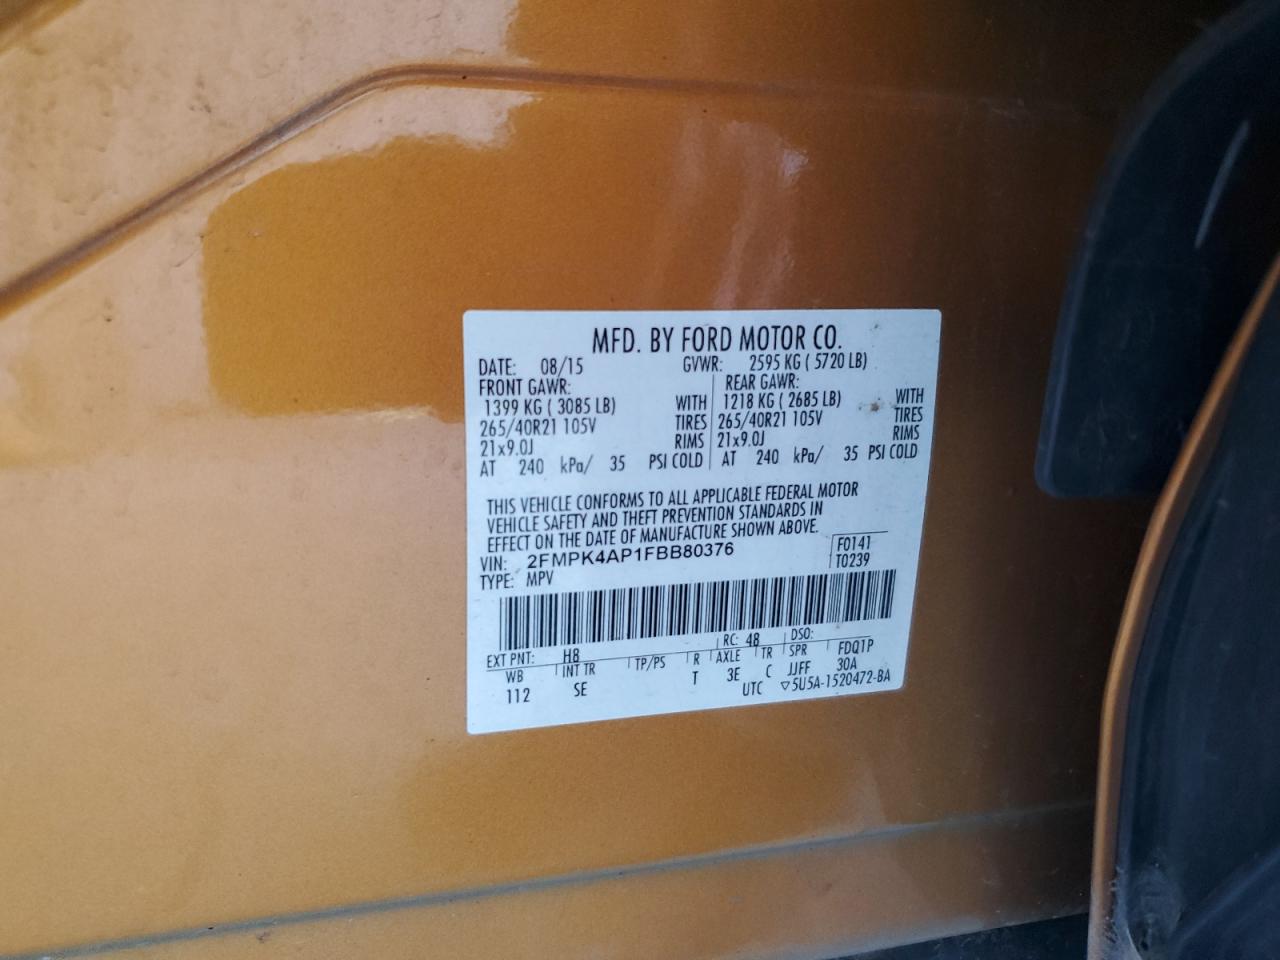 MFD. BY FORD MOTOR CO.
DATE: 08/15 GVWR: 2595 KG ( 5720 LB)
FRONT GAWR: REAR GAWR:
1399 KG ( 3085 LB) WITH 1218 KG ( 2685 LB) WITH
265/40R21 105V TIRES 265/40R21 105V TIRES
21x9.0J RIMS 21x9.0J RIMS
AT 240 kPa/ 35 PSI COLD AT 240 kPa/ 35 PSI COLD
THIS VEHICLE CONFORMS TO ALL APPLICABLE FEDERAL MOTOR
VEHICLE SAFETY AND THEFT PREVENTION STANDARDS IN
EFFECT ON THE DATE OF MANUFACTURE SHOWN ABOVE.
VIN: 2FMPK4AP1FBB80376 F0141
TYPE: MPV T0239
EXT PNT: H8 RC: 48 DSO: FDQ1P
WB INT TR TP/PS R AXLE TR SPR 30A
112 SE T 3E C JJFF
UTC ▽5U5A-1520472-BA